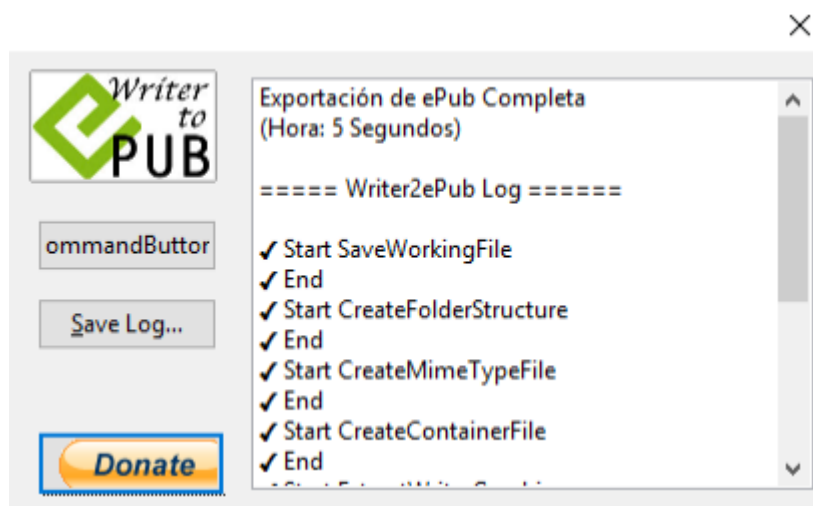 Writer
to
ePUB
ommandButtor
Save Log...
Donate
Exportación de ePub Completa
(Hora: 5 Segundos)
===== Writer2ePub Log ======
✓ Start SaveWorkingFile
✓ End
✓ Start CreateFolderStructure
✓ End
✓ Start CreateMimeTypeFile
✓ End
✓ Start CreateContainerFile
✓ End